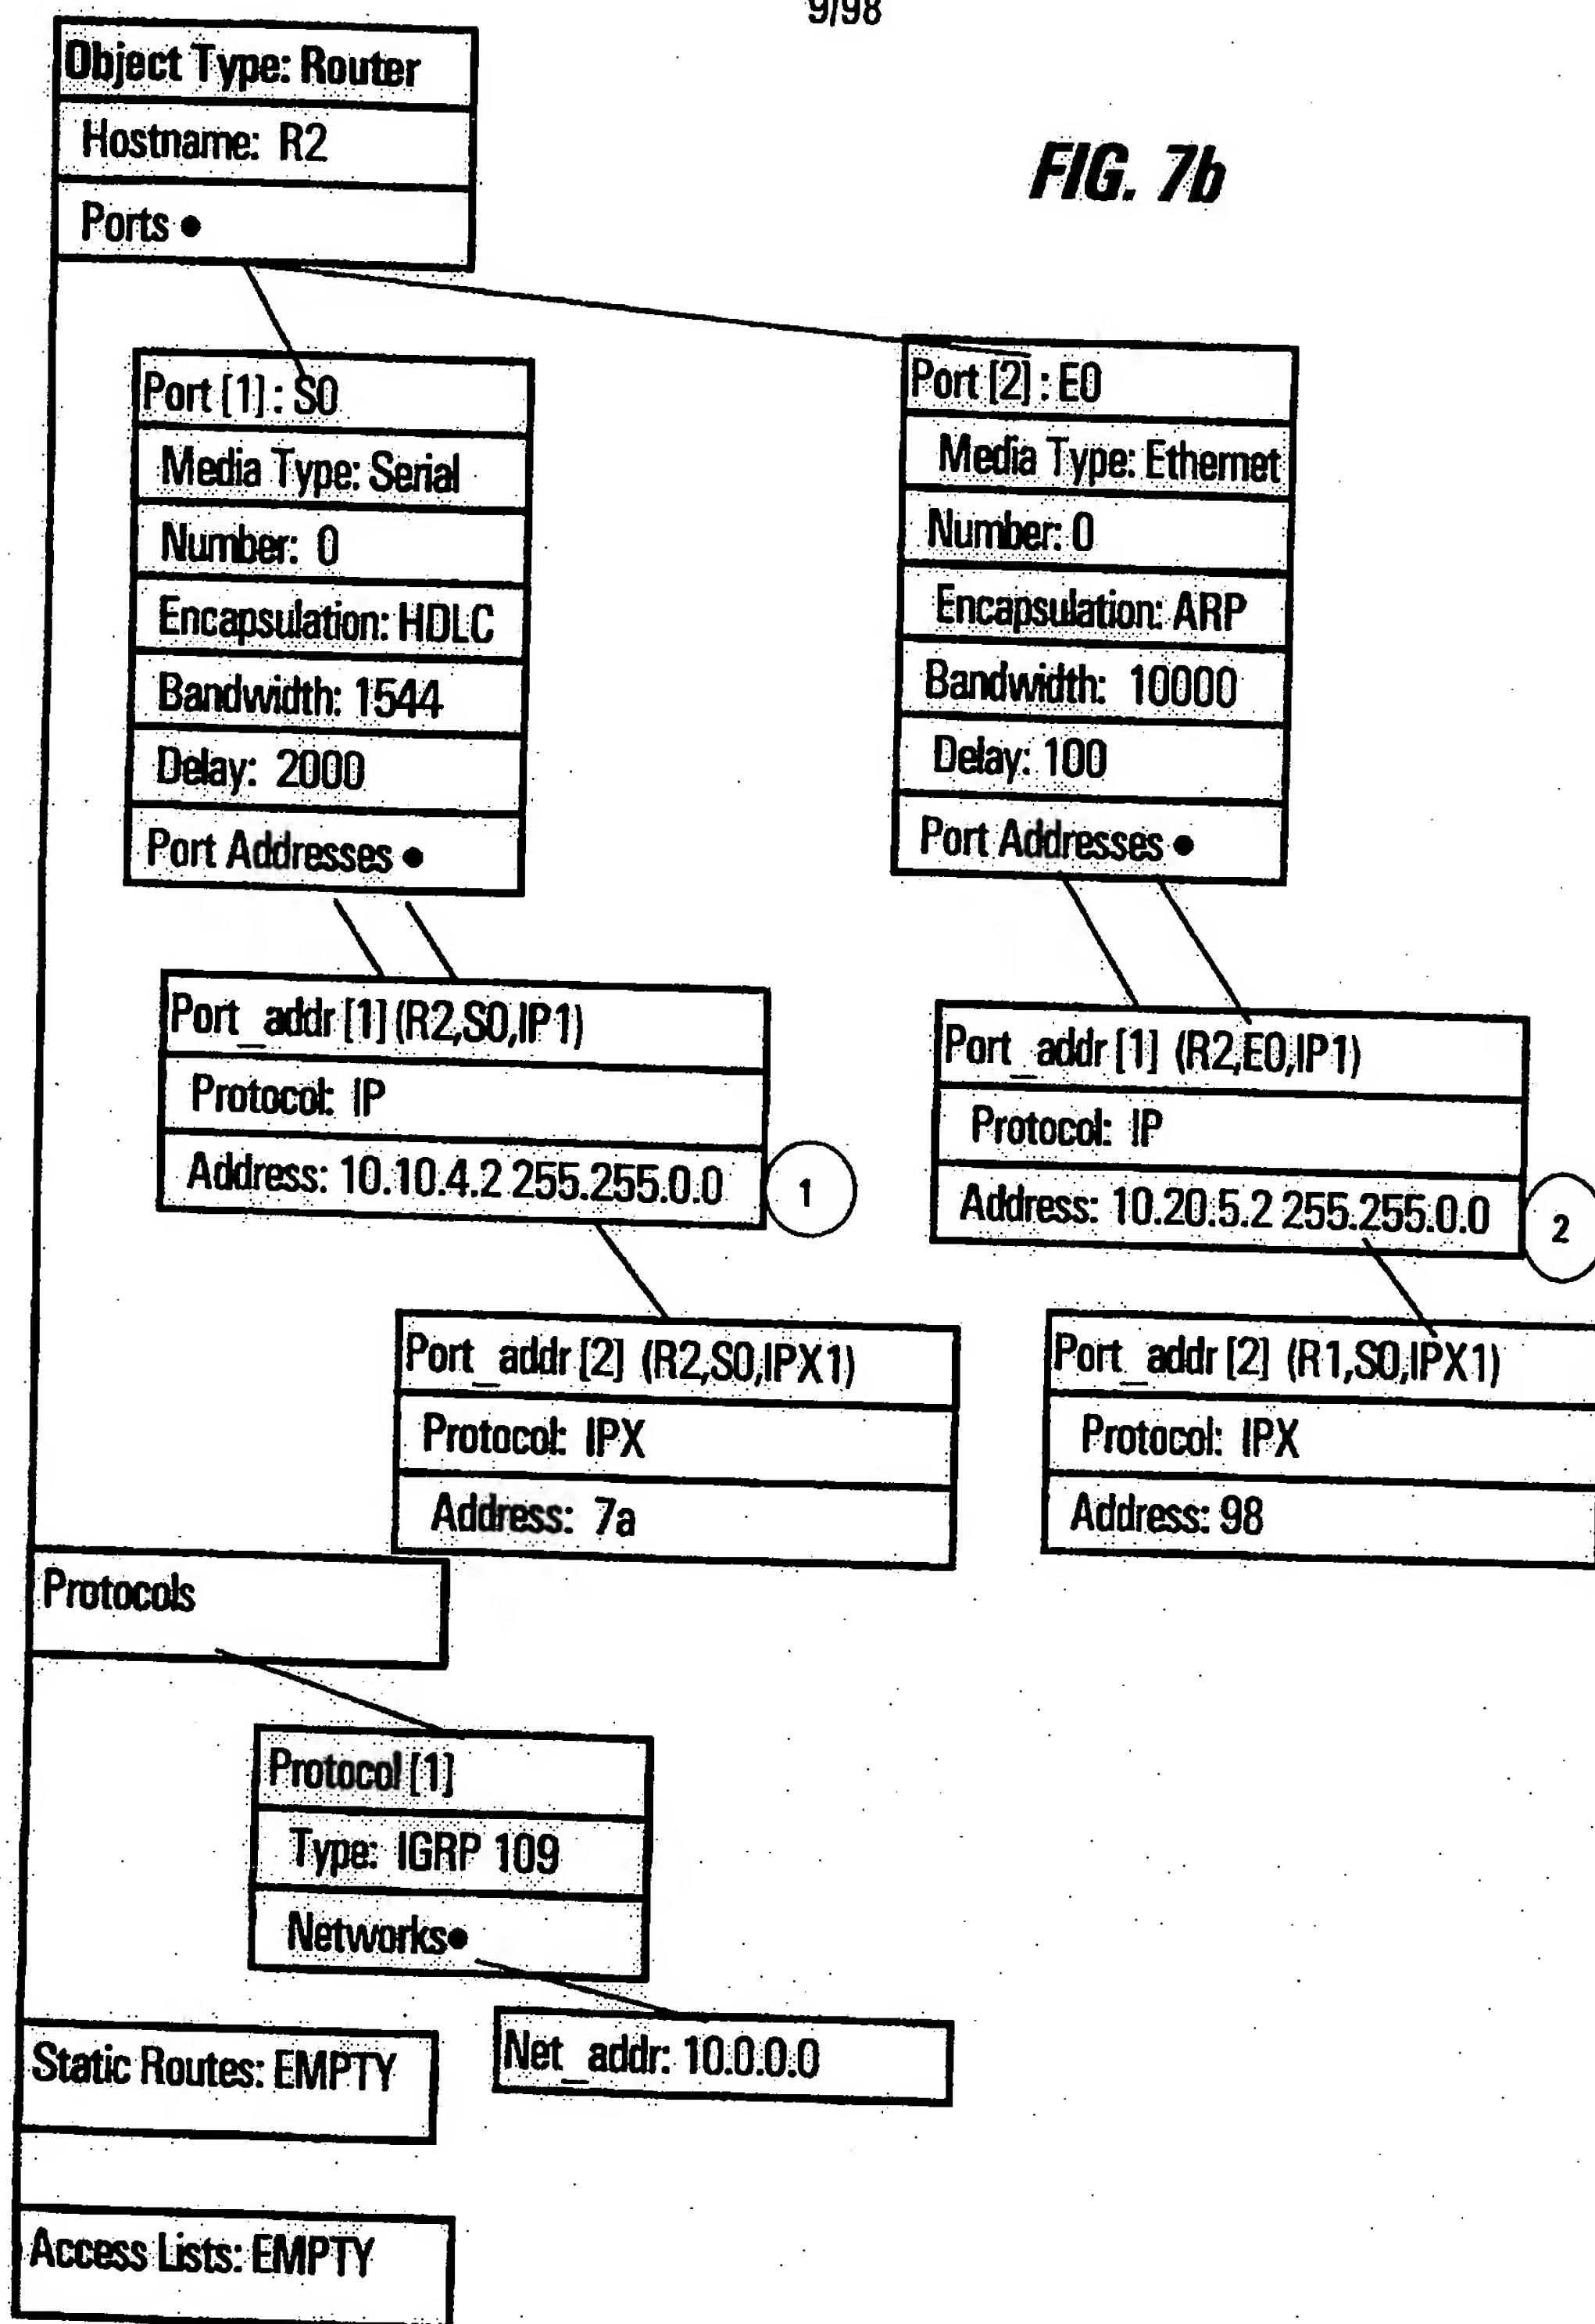 9/98
FIG. 7b
Object Type: Router
Hostname: R2
Ports •
Port [1] : S0
Media Type: Serial
Number: 0
Encapsulation: HDLC
Bandwidth: 1544
Delay: 2000
Port Addresses •
Port [2] : E0
Media Type: Ethernet
Number: 0
Encapsulation: ARP
Bandwidth: 10000
Delay: 100
Port Addresses •
Port_addr [1] (R2,S0,IP1)
Protocol: IP
Address: 10.10.4.2 255.255.0.0
1
Port_addr [1] (R2,E0,IP1)
Protocol: IP
Address: 10.20.5.2 255.255.0.0
2
Port_addr [2] (R2,S0,IPX1)
Protocol: IPX
Address: 7a
Port_addr [2] (R1,S0,IPX1)
Protocol: IPX
Address: 98
Protocols
Protocol [1]
Type: IGRP 109
Networks•
Net_addr: 10.0.0.0
Static Routes: EMPTY
Access Lists: EMPTY